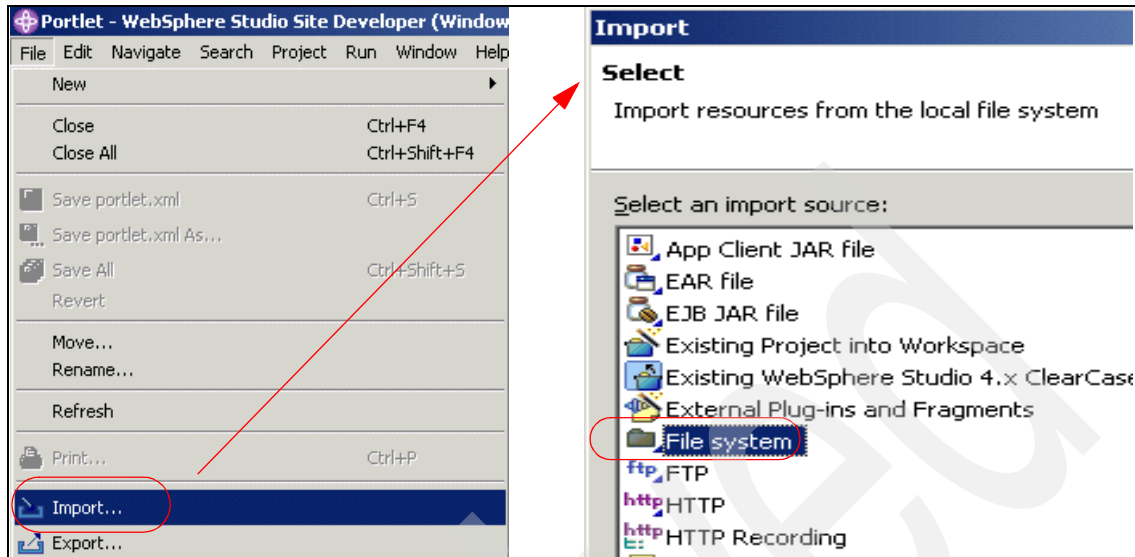 Portlet - WebSphere Studio Site Developer (Window
File Edit Navigate Search Project Run Window Help
New
Close Ctrl+F4
Close All Ctrl+Shift+F4
Save portlet.xml Ctrl+S
Save portlet.xml As...
Save All Ctrl+Shift+S
Revert
Move...
Rename...
Refresh
Print... Ctrl+P
Import...
Export...
Import
Select
Import resources from the local file system
Select an import source:
App Client JAR file
EAR file
EJB JAR file
Existing Project into Workspace
Existing WebSphere Studio 4.x ClearCase
External Plug-ins and Fragments
File system
ftp FTP
http HTTP
http HTTP Recording